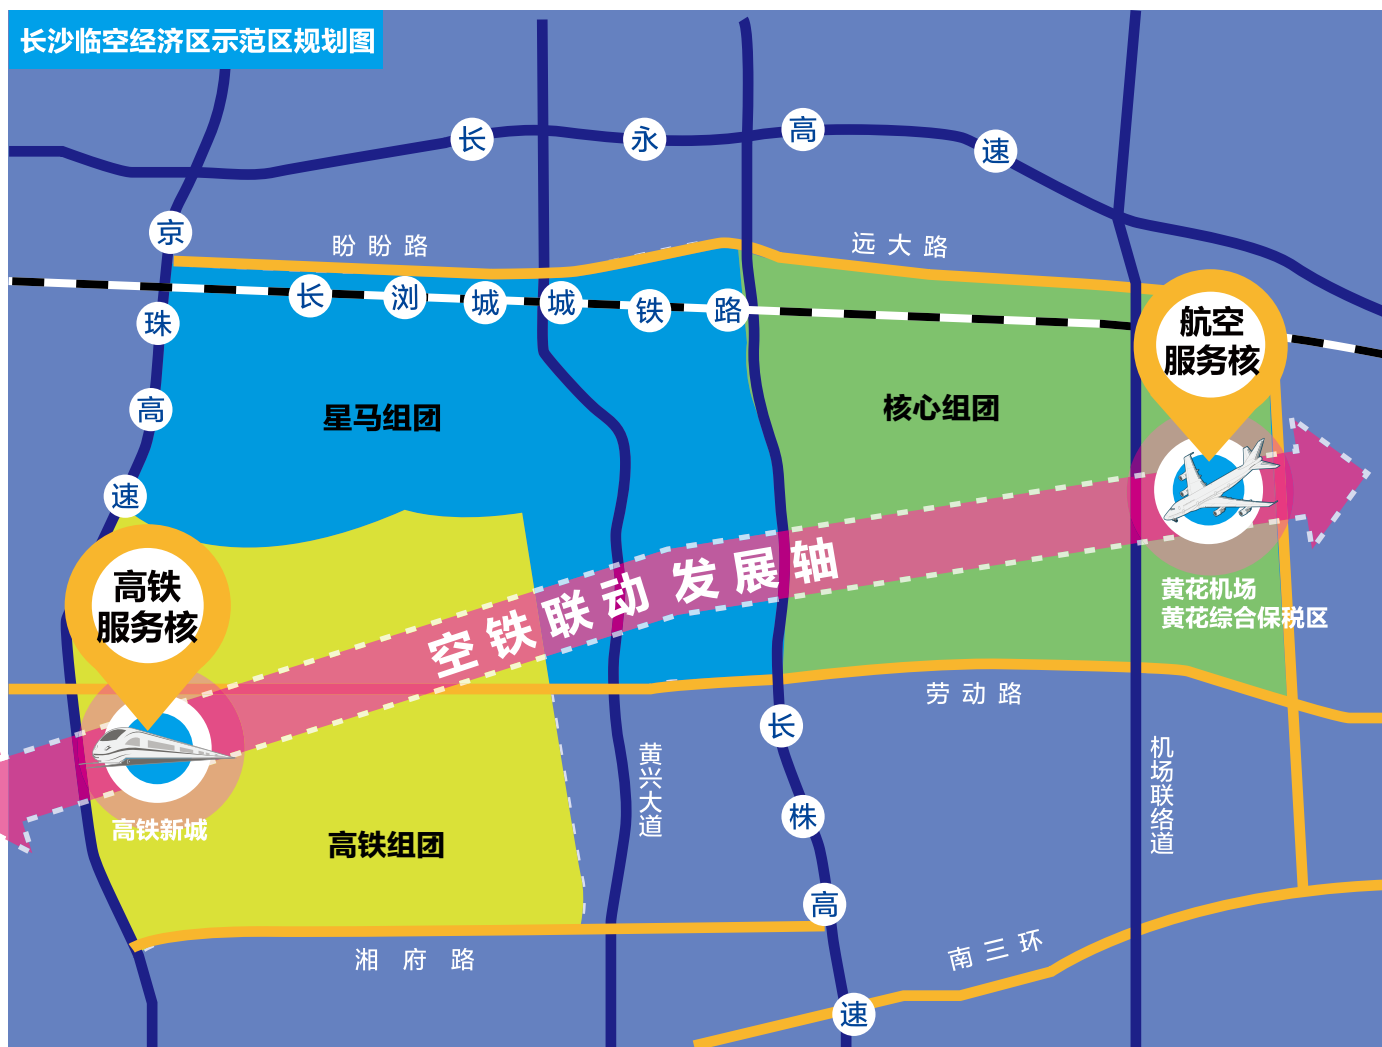 长沙临空经济区示范区规划图
长永高速
京珠高速
盼盼路
远大路
长浏城城铁路
航空
服务核
星马组团
核心组团
高铁
服务核
空铁联动发展轴
黄花机场
黄花综合保税区
劳动路
黄兴大道
机场联络道
长株高速
高铁新城
高铁组团
湘府路
南三环